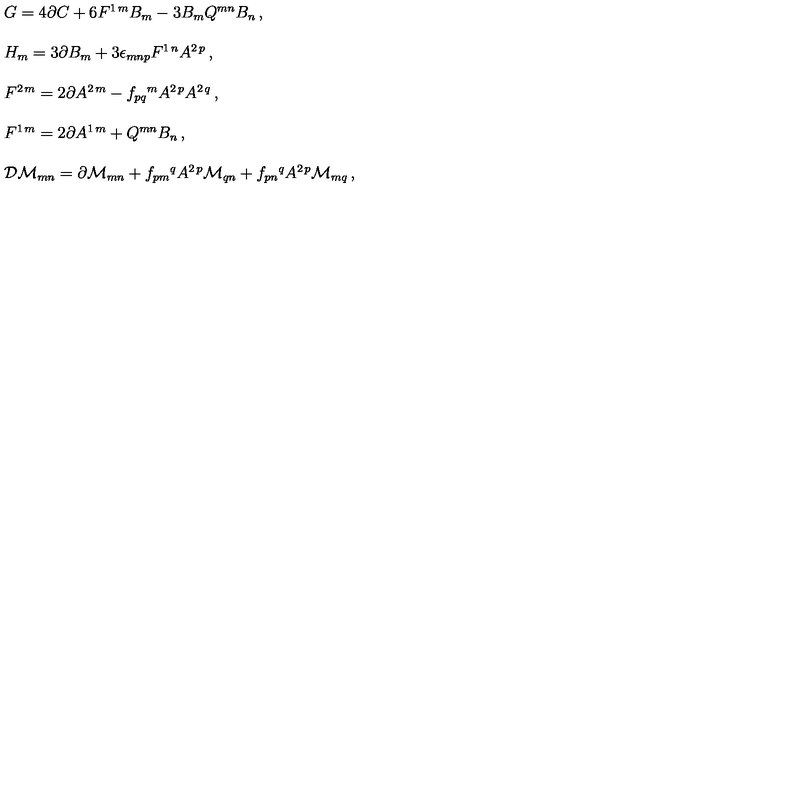 $G = 4\partial C + 6F^{1\,m}B_m - 3B_m Q^{mn}B_n\,,$
$H_m = 3\partial B_m + 3\epsilon_{mnp}F^{1\,n}A^{2\,p}\,,$
$F^{2\,m} = 2\partial A^{2\,m} - f_{pq}{}^m A^{2\,p}A^{2\,q}\,,$
$F^{1\,m} = 2\partial A^{1\,m} + Q^{mn}B_n\,,$
$\mathcal{D}\mathcal{M}_{mn} = \partial \mathcal{M}_{mn} + f_{pm}{}^q A^{2\,p}\mathcal{M}_{qn} + f_{pn}{}^q A^{2\,p}\mathcal{M}_{mq}\,,$